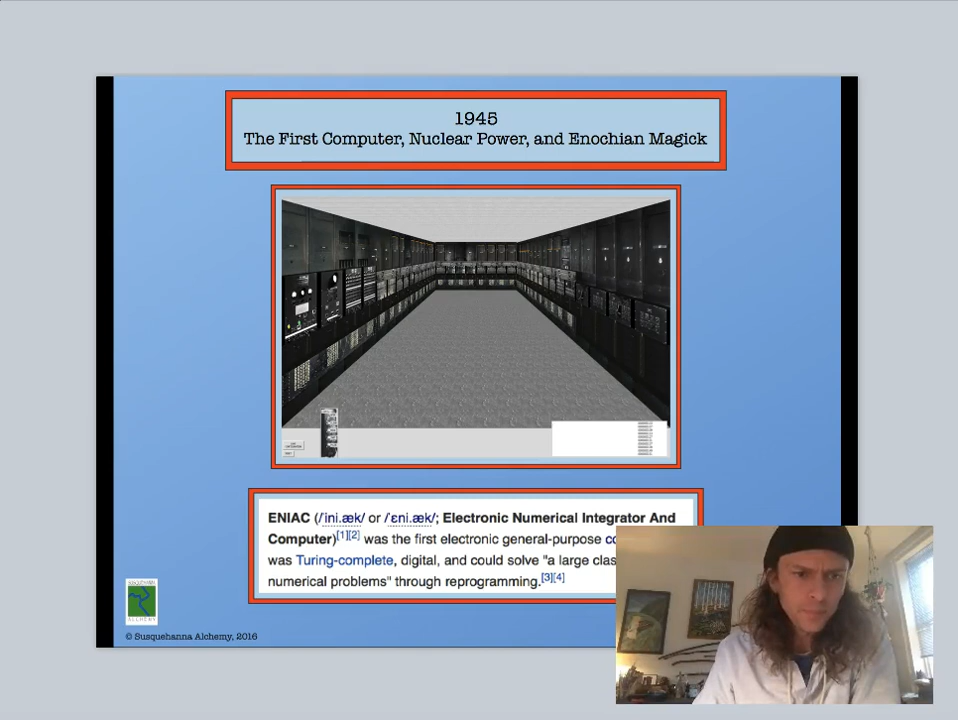 1945
The First Computer, Nuclear Power, and Enochian Magick
ENIAC (/ˈini.æk/ or /ˈɛni.æk/; Electronic Numerical Integrator And
Computer)[1][2] was the first electronic general-purpose
was Turing-complete, digital, and could solve "a large
numerical problems" through reprogramming.[3][4]
SUSQUEHANNA
ALCHEMY
© Susquehanna Alchemy, 2016